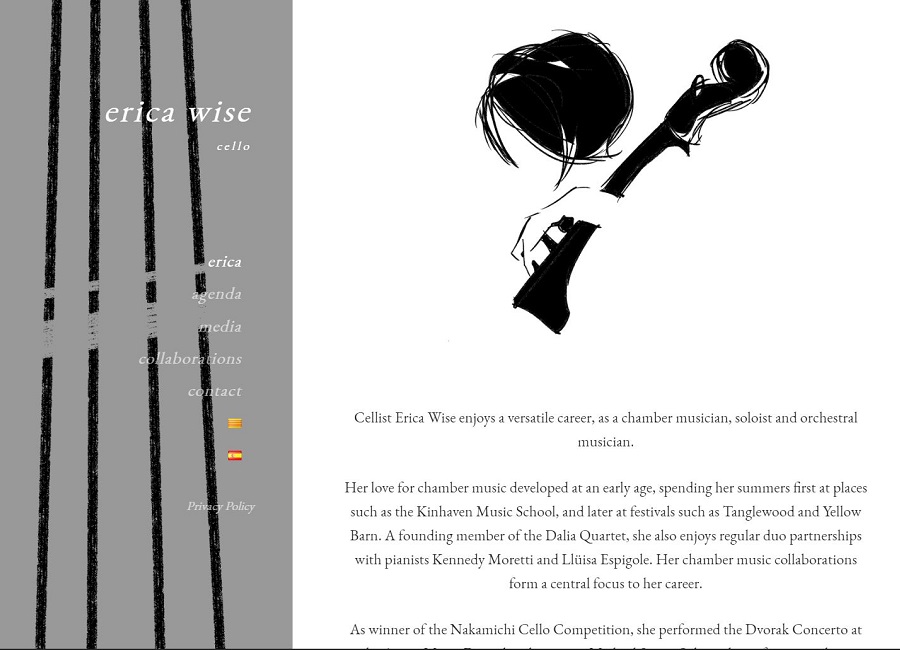 erica wise
cello
erica
agenda
media
collaborations
contact
Privacy Policy
Cellist Erica Wise enjoys a versatile career, as a chamber musician, soloist and orchestral
musician.
Her love for chamber music developed at an early age, spending her summers first at places
such as the Kinhaven Music School, and later at festivals such as Tanglewood and Yellow
Barn. A founding member of the Dalia Quartet, she also enjoys regular duo partnerships
with pianists Kennedy Moretti and Llüisa Espigole. Her chamber music collaborations
form a central focus to her career.
As winner of the Nakamichi Cello Competition, she performed the Dvorak Concerto at